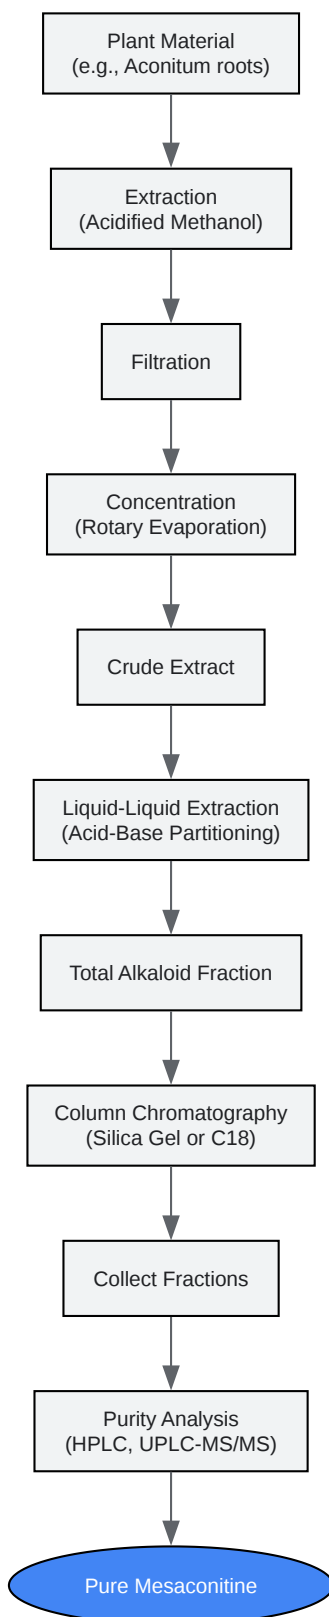 Plant Material
(e.g., Aconitum roots)
Extraction
(Acidified Methanol)
Filtration
Concentration
(Rotary Evaporation)
Crude Extract
Liquid-Liquid Extraction
(Acid-Base Partitioning)
Total Alkaloid Fraction
Column Chromatography
(Silica Gel or C18)
Collect Fractions
Purity Analysis
(HPLC, UPLC-MS/MS)
Pure Mesaconitine